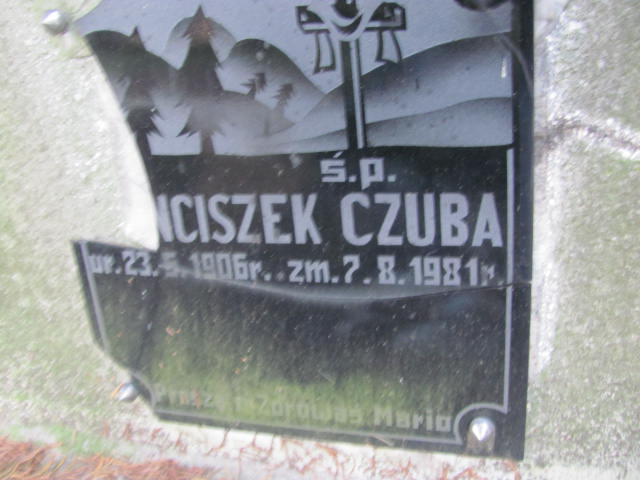 ś.p.
NCISZEK CZUBA
ur. 23.5.1906r.. zm. 7.8.1981r
Zdrowaś Mario